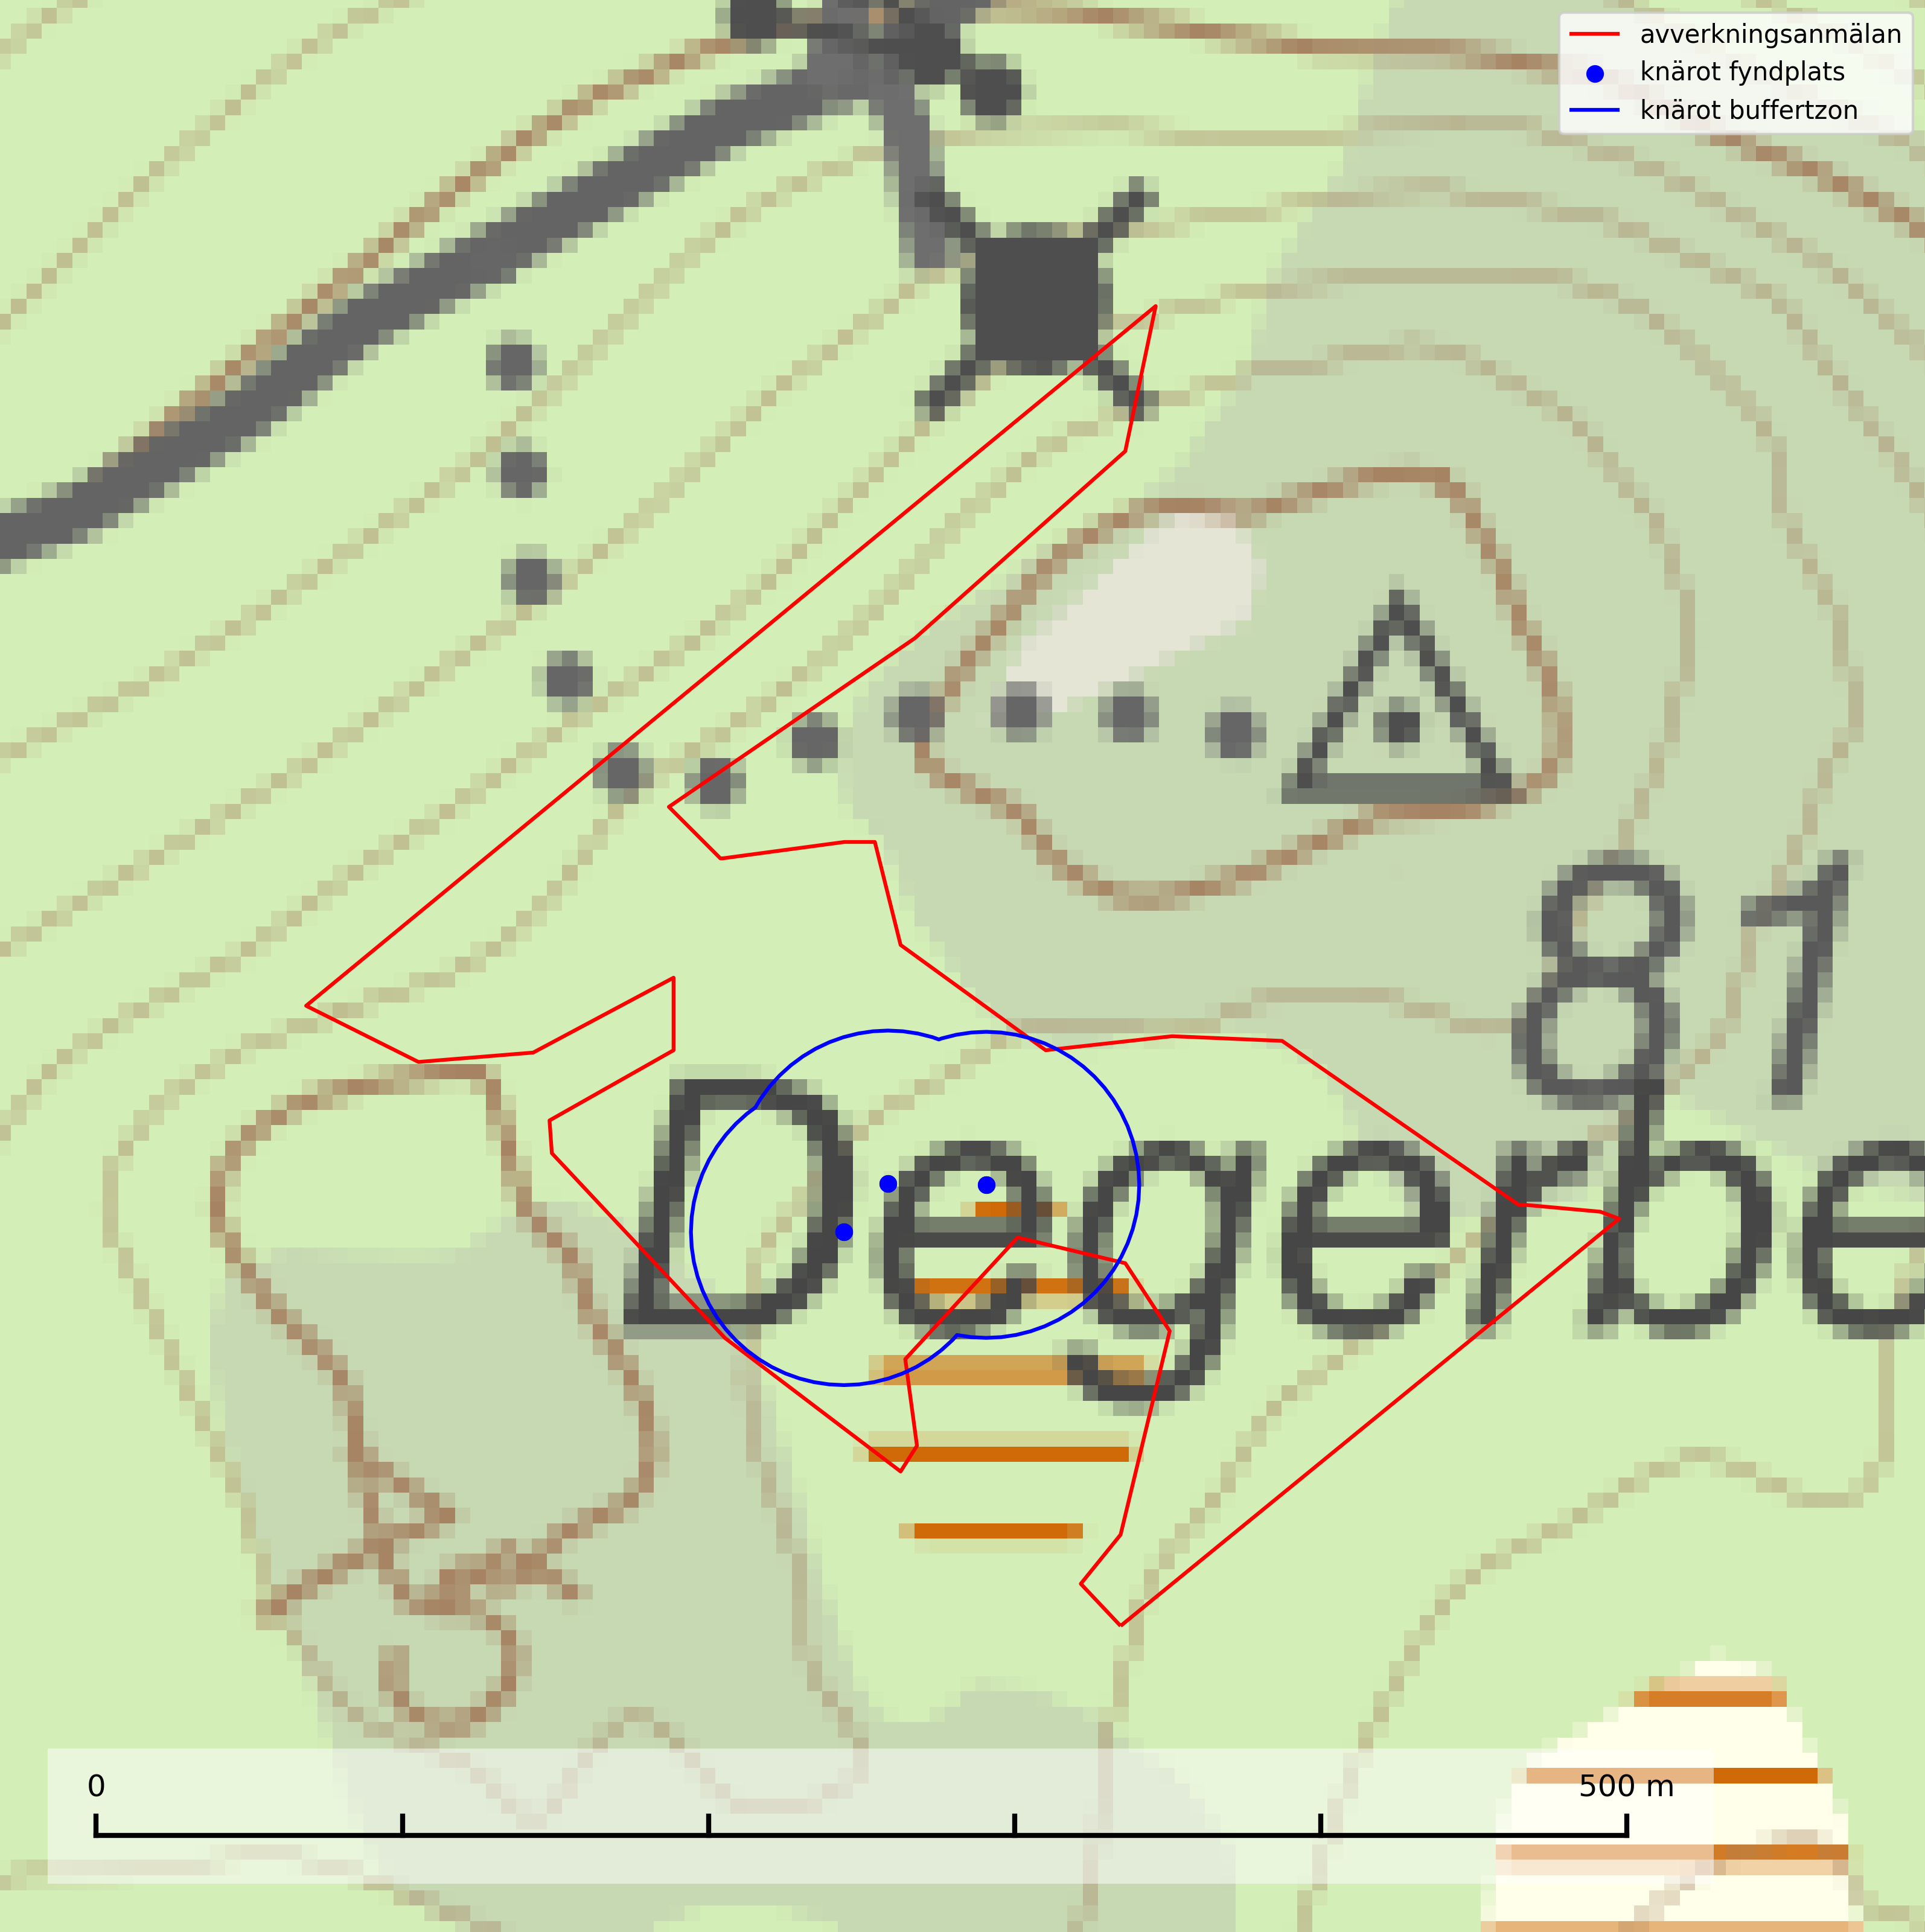 avverkningsanmälan
knärot fyndplats
knärot buffertzon
81
Degerbe
0
500 m